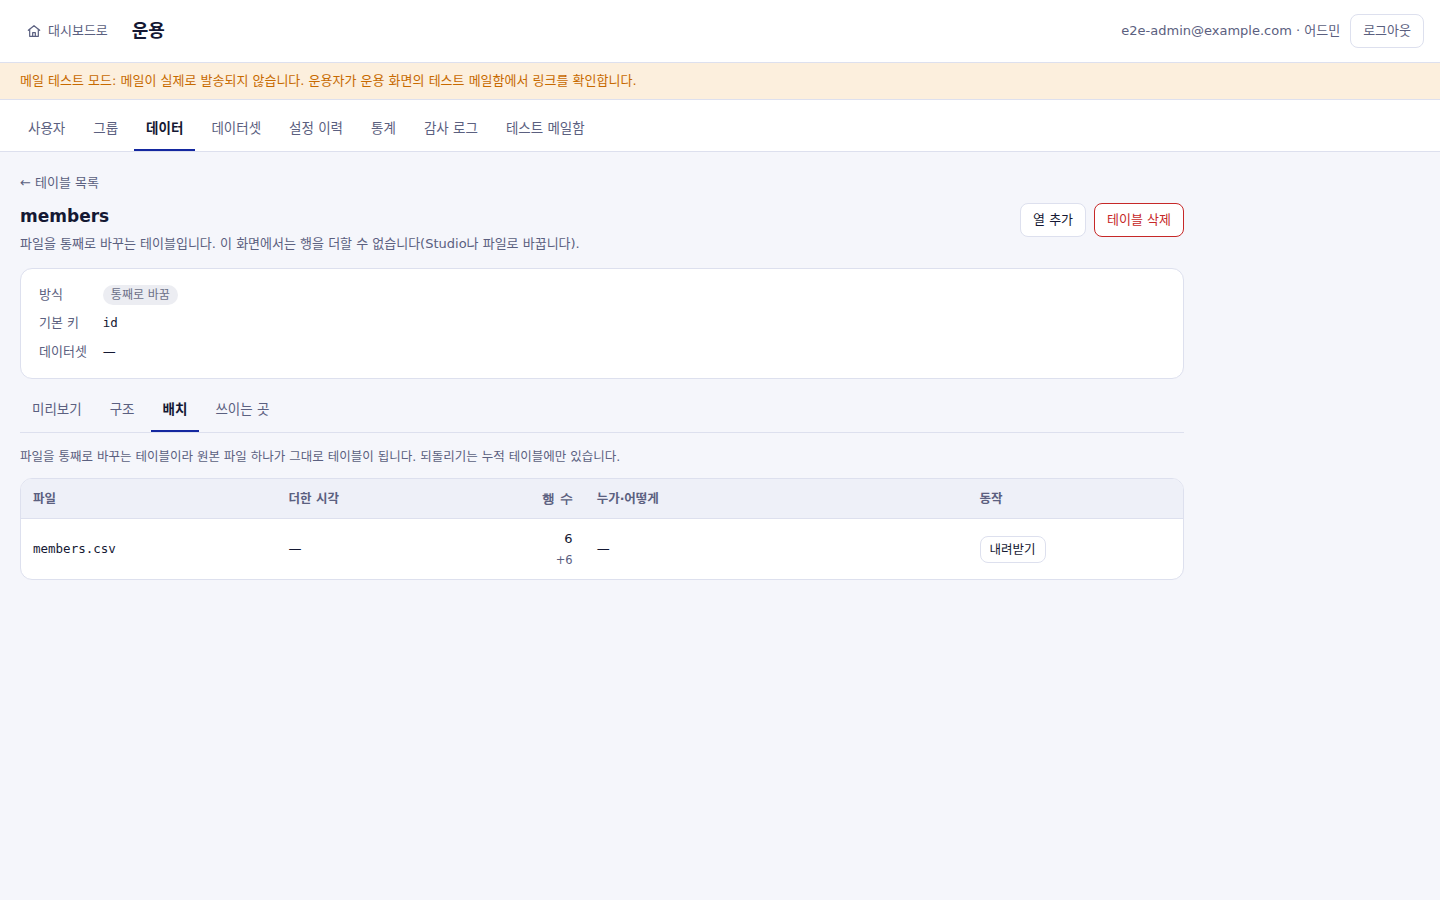 대시보드로
운용
e2e-admin@example.com · 어드민
로그아웃
메일 테스트 모드: 메일이 실제로 발송되지 않습니다. 운용자가 운용 화면의 테스트 메일함에서 링크를 확인합니다.
사용자 그룹 데이터 데이터셋 설정 이력 통계 감사 로그 테스트 메일함
← 테이블 목록
members
열 추가
테이블 삭제
파일을 통째로 바꾸는 테이블입니다. 이 화면에서는 행을 더할 수 없습니다(Studio나 파일로 바꿉니다).
방식 통째로 바꿈
기본 키 id
데이터셋 —
미리보기 구조 배치 쓰이는 곳
파일을 통째로 바꾸는 테이블이라 원본 파일 하나가 그대로 테이블이 됩니다. 되돌리기는 누적 테이블에만 있습니다.
파일 더한 시각 행 수 누가·어떻게 동작
members.csv — 6 — 내려받기
+6